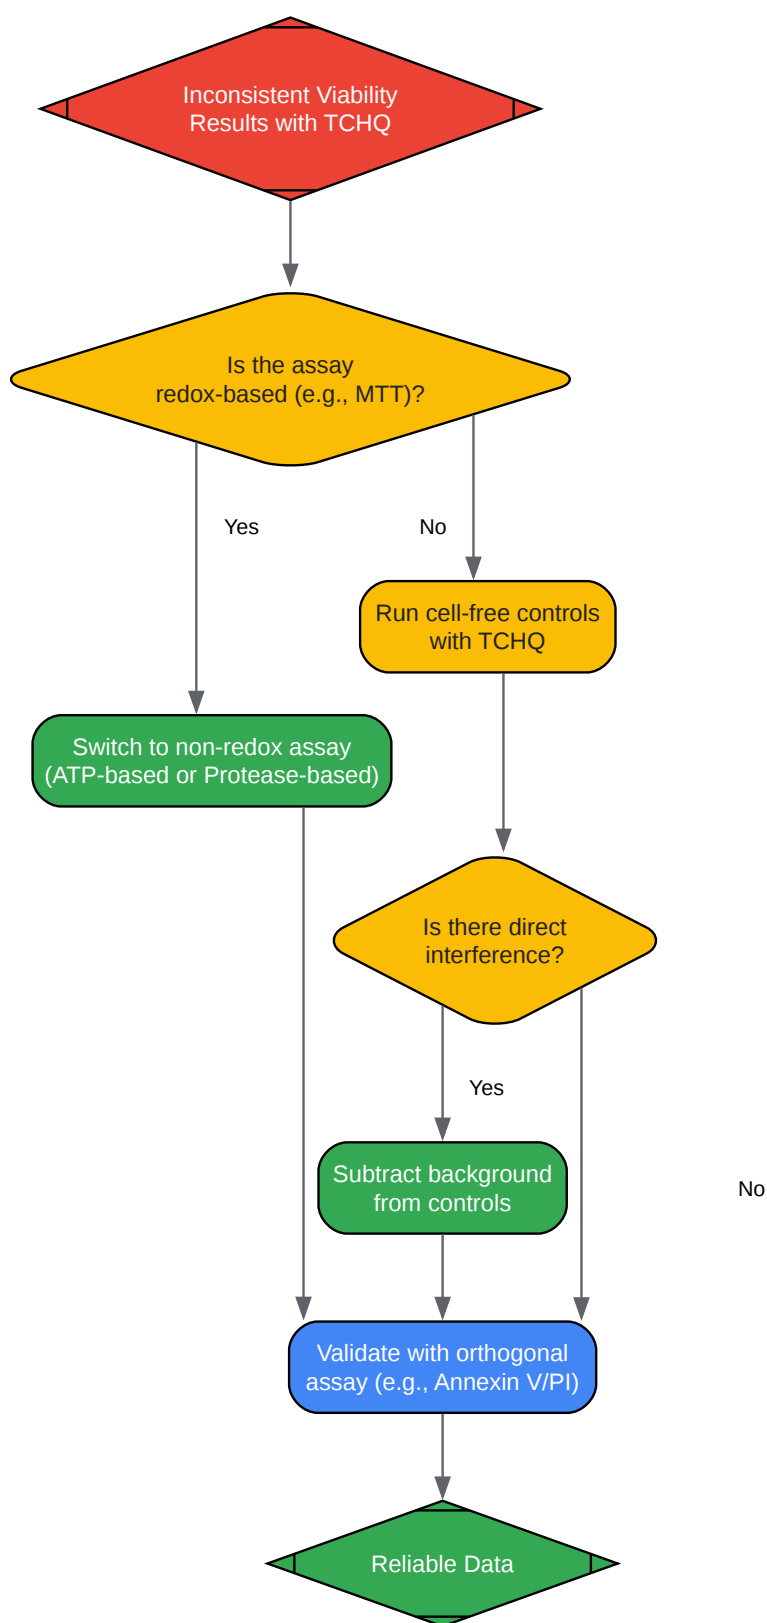 Inconsistent Viability
Results with TCHQ
Is the assay
redox-based (e.g., MTT)?
Yes
No
Run cell-free controls
with TCHQ
Switch to non-redox assay
(ATP-based or Protease-based)
Is there direct
interference?
Yes
Subtract background
from controls
No
Validate with orthogonal
assay (e.g., Annexin V/PI)
Reliable Data